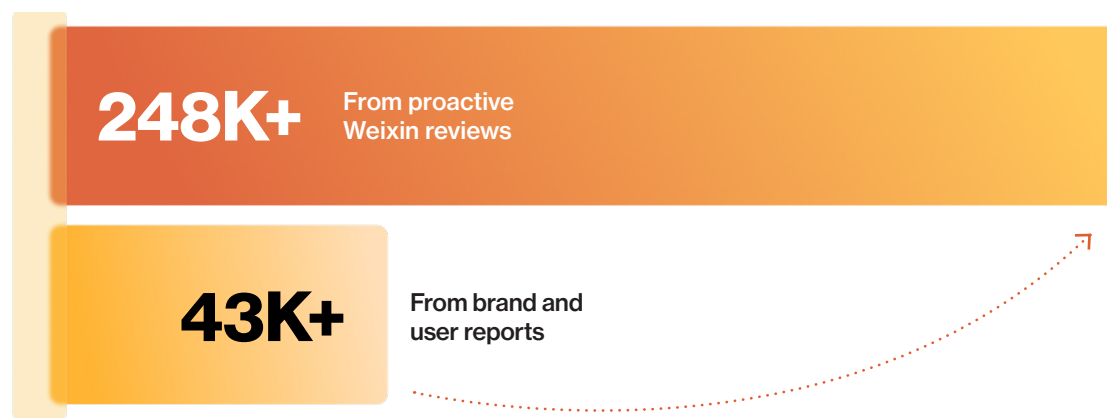 248K+
From proactive
Weixin reviews
43K+
From brand and
user reports